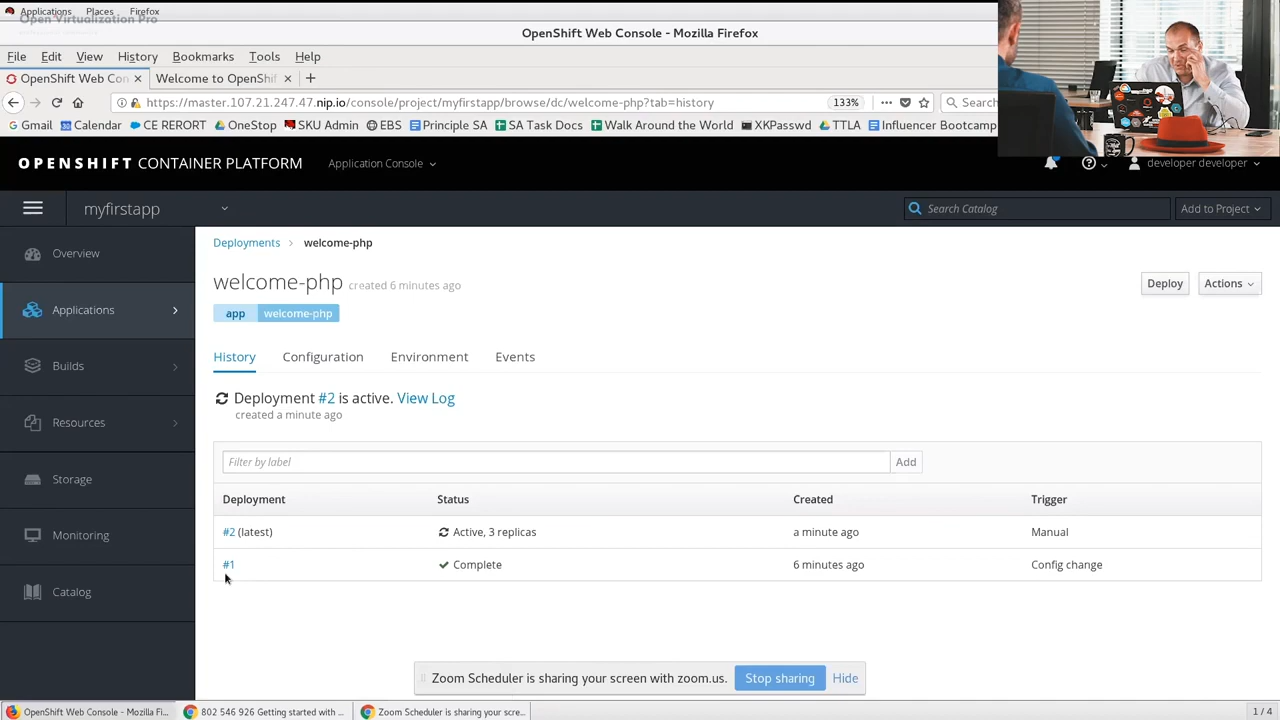 Applications Places Firefox
Open Virtualization Pro
OpenShift Web Console - Mozilla Firefox
File Edit View History Bookmarks Tools Help
OpenShift Web Con × Welcome to OpenShif × +
https://master.107.21.247.47.nip.io/console/project/myfirstapp/browse/dc/welcome-php?tab=history 133% Search
Gmail Calendar CE RERORT OneStop SKU Admin SA Task Docs Walk Around the World XKPasswd TTLA Influencer Bootcamp
OPENSHIFT CONTAINER PLATFORM Application Console developer developer
myfirstapp Search Catalog Add to Project
Overview
Applications
Builds
Resources
Storage
Monitoring
Catalog
Deployments > welcome-php
welcome-php created 6 minutes ago Deploy Actions
app welcome-php
History Configuration Environment Events
Deployment #2 is active. View Log
created a minute ago
Filter by label Add
Deployment Status Created Trigger
#2 (latest) Active, 3 replicas a minute ago Manual
#1 Complete 6 minutes ago Config change
Zoom Scheduler is sharing your screen with zoom.us. Stop sharing Hide
OpenShift Web Console - Mozilla Fi... 802 546 926 Getting started with ... Zoom Scheduler is sharing your scre... 1 / 4